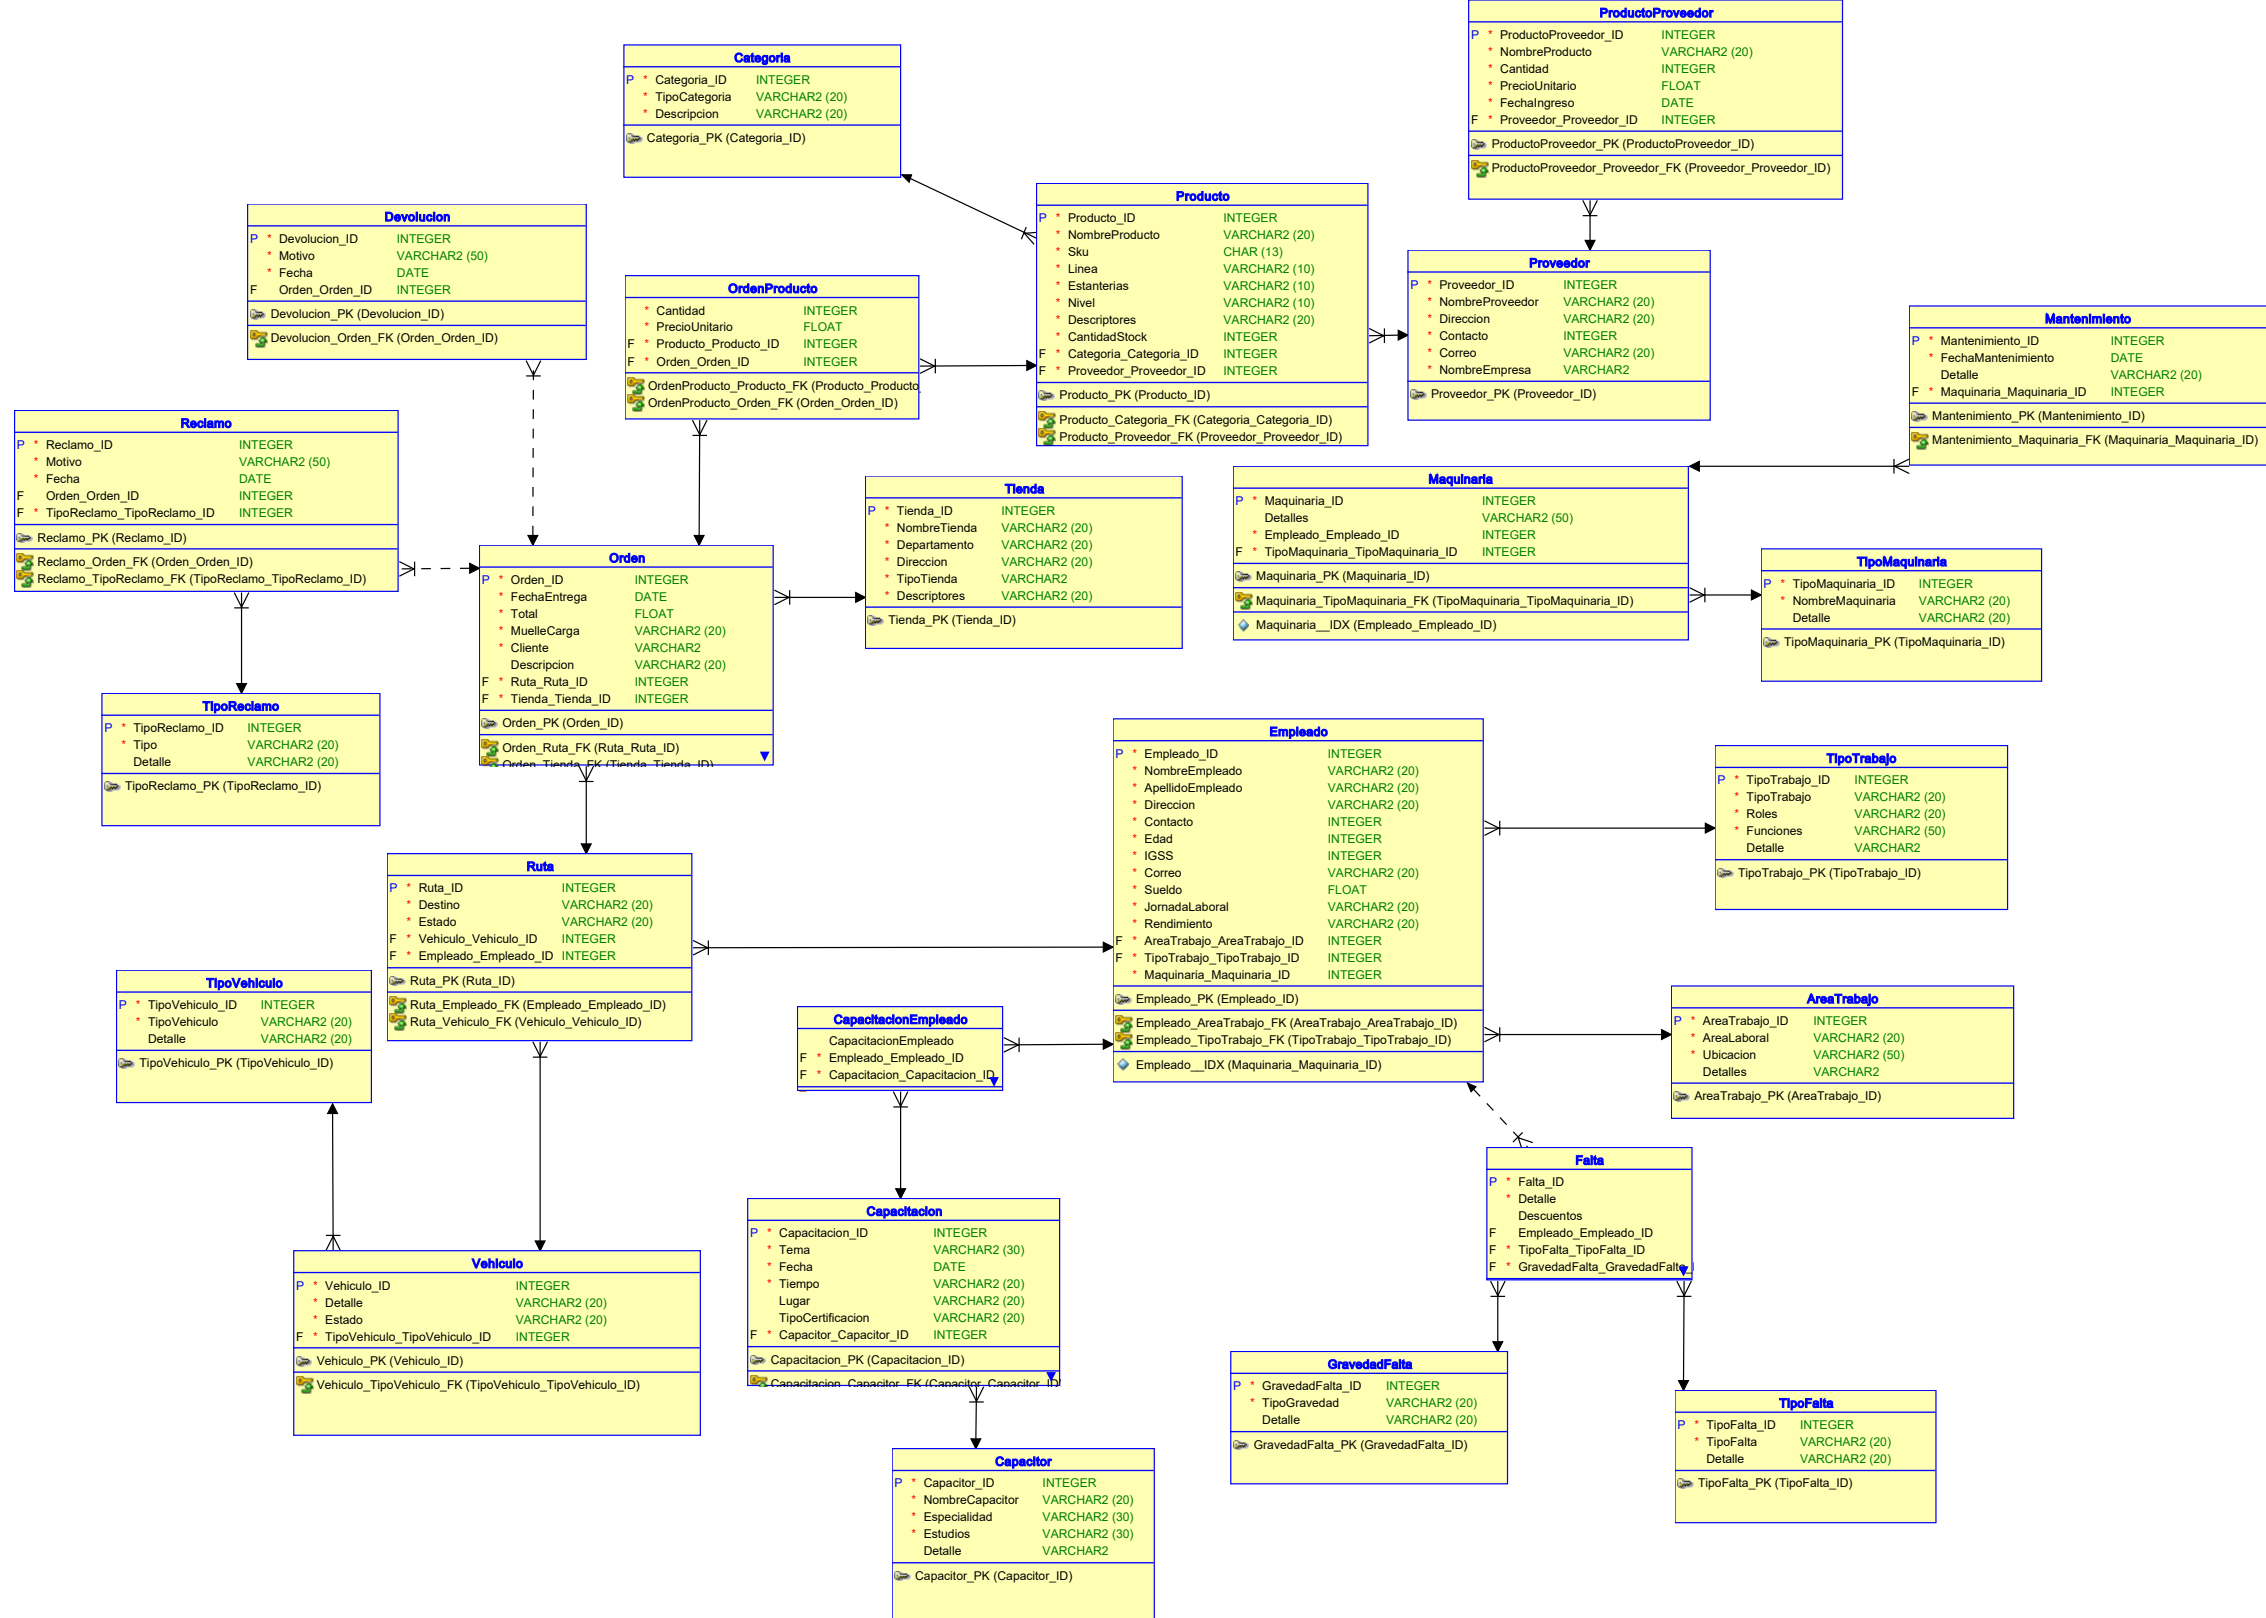 ProductoProveedor
P * ProductoProveedor_ID INTEGER
* NombreProducto VARCHAR2 (20)
* Cantidad INTEGER
* PrecioUnitario FLOAT
* FechaIngreso DATE
F * Proveedor_Proveedor_ID INTEGER
ProductoProveedor_PK (ProductoProveedor_ID)
ProductoProveedor_Proveedor_FK (Proveedor_Proveedor_ID)
Categoria
P * Categoria_ID INTEGER
* TipoCategoria VARCHAR2 (20)
* Descripcion VARCHAR2 (20)
Categoria_PK (Categoria_ID)
Producto
P * Producto_ID INTEGER
* NombreProducto VARCHAR2 (20)
* Sku CHAR (13)
* Linea VARCHAR2 (10)
* Estanterias VARCHAR2 (10)
* Nivel VARCHAR2 (10)
* Descriptores VARCHAR2 (20)
* CantidadStock INTEGER
F * Categoria_Categoria_ID INTEGER
F * Proveedor_Proveedor_ID INTEGER
Producto_PK (Producto_ID)
Producto_Categoria_FK (Categoria_Categoria_ID)
Producto_Proveedor_FK (Proveedor_Proveedor_ID)
Devolucion
P * Devolucion_ID INTEGER
* Motivo VARCHAR2 (50)
* Fecha DATE
F Orden_Orden_ID INTEGER
Devolucion_PK (Devolucion_ID)
Devolucion_Orden_FK (Orden_Orden_ID)
OrdenProducto
* Cantidad INTEGER
* PrecioUnitario FLOAT
F * Producto_Producto_ID INTEGER
F * Orden_Orden_ID INTEGER
OrdenProducto_Producto_FK (Producto_Producto
OrdenProducto_Orden_FK (Orden_Orden_ID)
Proveedor
P * Proveedor_ID INTEGER
* NombreProveedor VARCHAR2 (20)
* Direccion VARCHAR2 (20)
* Contacto INTEGER
* Correo VARCHAR2 (20)
* NombreEmpresa VARCHAR2
Proveedor_PK (Proveedor_ID)
Mantenimiento
P * Mantenimiento_ID INTEGER
* FechaMantenimiento DATE
Detalle VARCHAR2 (20)
F * Maquinaria_Maquinaria_ID INTEGER
Mantenimiento_PK (Mantenimiento_ID)
Mantenimiento_Maquinaria_FK (Maquinaria_Maquinaria_ID)
Reclamo
P * Reclamo_ID INTEGER
* Motivo VARCHAR2 (50)
* Fecha DATE
F Orden_Orden_ID INTEGER
F * TipoReclamo_TipoReclamo_ID INTEGER
Reclamo_PK (Reclamo_ID)
Reclamo_Orden_FK (Orden_Orden_ID)
Reclamo_TipoReclamo_FK (TipoReclamo_TipoReclamo_ID)
Tienda
P * Tienda_ID INTEGER
* NombreTienda VARCHAR2 (20)
* Departamento VARCHAR2 (20)
* Direccion VARCHAR2 (20)
* TipoTienda VARCHAR2
* Descriptores VARCHAR2 (20)
Tienda_PK (Tienda_ID)
Maquinaria
P * Maquinaria_ID INTEGER
Detalles VARCHAR2 (50)
* Empleado_Empleado_ID INTEGER
F * TipoMaquinaria_TipoMaquinaria_ID INTEGER
Maquinaria_PK (Maquinaria_ID)
Maquinaria_TipoMaquinaria_FK (TipoMaquinaria_TipoMaquinaria_ID)
Maquinaria__IDX (Empleado_Empleado_ID)
TipoMaquinaria
P * TipoMaquinaria_ID INTEGER
* NombreMaquinaria VARCHAR2 (20)
Detalle VARCHAR2 (20)
TipoMaquinaria_PK (TipoMaquinaria_ID)
Orden
P * Orden_ID INTEGER
* FechaEntrega DATE
* Total FLOAT
* MuelleCarga VARCHAR2 (20)
* Cliente VARCHAR2
Descripcion VARCHAR2 (20)
F * Ruta_Ruta_ID INTEGER
F * Tienda_Tienda_ID INTEGER
Orden_PK (Orden_ID)
Orden_Ruta_FK (Ruta_Ruta_ID)
Orden_Tienda_FK (Tienda_Tienda_ID)
TipoReclamo
P * TipoReclamo_ID INTEGER
* Tipo VARCHAR2 (20)
Detalle VARCHAR2 (20)
TipoReclamo_PK (TipoReclamo_ID)
Empleado
P * Empleado_ID INTEGER
* NombreEmpleado VARCHAR2 (20)
* ApellidoEmpleado VARCHAR2 (20)
* Direccion VARCHAR2 (20)
* Contacto INTEGER
* Edad INTEGER
* IGSS INTEGER
* Correo VARCHAR2 (20)
* Sueldo FLOAT
* JornadaLaboral VARCHAR2 (20)
* Rendimiento VARCHAR2 (20)
F * AreaTrabajo_AreaTrabajo_ID INTEGER
F * TipoTrabajo_TipoTrabajo_ID INTEGER
* Maquinaria_Maquinaria_ID INTEGER
Empleado_PK (Empleado_ID)
Empleado_AreaTrabajo_FK (AreaTrabajo_AreaTrabajo_ID)
Empleado_TipoTrabajo_FK (TipoTrabajo_TipoTrabajo_ID)
Empleado__IDX (Maquinaria_Maquinaria_ID)
TipoTrabajo
P * TipoTrabajo_ID INTEGER
* TipoTrabajo VARCHAR2 (20)
* Roles VARCHAR2 (20)
* Funciones VARCHAR2 (50)
Detalle VARCHAR2
TipoTrabajo_PK (TipoTrabajo_ID)
Ruta
P * Ruta_ID INTEGER
* Destino VARCHAR2 (20)
* Estado VARCHAR2 (20)
F * Vehiculo_Vehiculo_ID INTEGER
F * Empleado_Empleado_ID INTEGER
Ruta_PK (Ruta_ID)
Ruta_Empleado_FK (Empleado_Empleado_ID)
Ruta_Vehiculo_FK (Vehiculo_Vehiculo_ID)
TipoVehiculo
P * TipoVehiculo_ID INTEGER
* TipoVehiculo VARCHAR2 (20)
Detalle VARCHAR2 (20)
TipoVehiculo_PK (TipoVehiculo_ID)
CapacitacionEmpleado
CapacitacionEmpleado
F * Empleado_Empleado_ID
F * Capacitacion_Capacitacion_ID
AreaTrabajo
P * AreaTrabajo_ID INTEGER
* AreaLaboral VARCHAR2 (20)
* Ubicacion VARCHAR2 (50)
Detalles VARCHAR2
AreaTrabajo_PK (AreaTrabajo_ID)
Falta
P * Falta_ID
* Detalle
Descuentos
F Empleado_Empleado_ID
F * TipoFalta_TipoFalta_ID
F * GravedadFalta_GravedadFalta_
Capacitacion
P * Capacitacion_ID INTEGER
* Tema VARCHAR2 (30)
* Fecha DATE
* Tiempo VARCHAR2 (20)
Lugar VARCHAR2 (20)
TipoCertificacion VARCHAR2 (20)
F * Capacitor_Capacitor_ID INTEGER
Capacitacion_PK (Capacitacion_ID)
Capacitacion_Capacitor_FK (Capacitor_Capacitor_ID)
Vehiculo
P * Vehiculo_ID INTEGER
* Detalle VARCHAR2 (20)
* Estado VARCHAR2 (20)
F * TipoVehiculo_TipoVehiculo_ID INTEGER
Vehiculo_PK (Vehiculo_ID)
Vehiculo_TipoVehiculo_FK (TipoVehiculo_TipoVehiculo_ID)
GravedadFalta
P * GravedadFalta_ID INTEGER
* TipoGravedad VARCHAR2 (20)
Detalle VARCHAR2 (20)
GravedadFalta_PK (GravedadFalta_ID)
TipoFalta
P * TipoFalta_ID INTEGER
* TipoFalta VARCHAR2 (20)
Detalle VARCHAR2 (20)
TipoFalta_PK (TipoFalta_ID)
Capacitor
P * Capacitor_ID INTEGER
* NombreCapacitor VARCHAR2 (20)
* Especialidad VARCHAR2 (30)
* Estudios VARCHAR2 (30)
Detalle VARCHAR2
Capacitor_PK (Capacitor_ID)